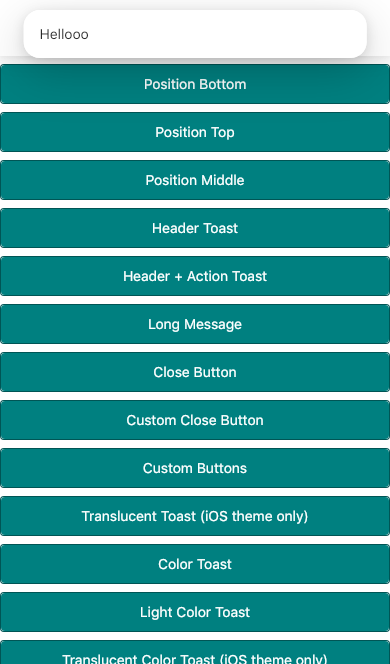 Hellooo
Position Bottom
Position Top
Position Middle
Header Toast
Header + Action Toast
Long Message
Close Button
Custom Close Button
Custom Buttons
Translucent Toast (iOS theme only)
Color Toast
Light Color Toast
Translucent Color Toast (iOS theme only)